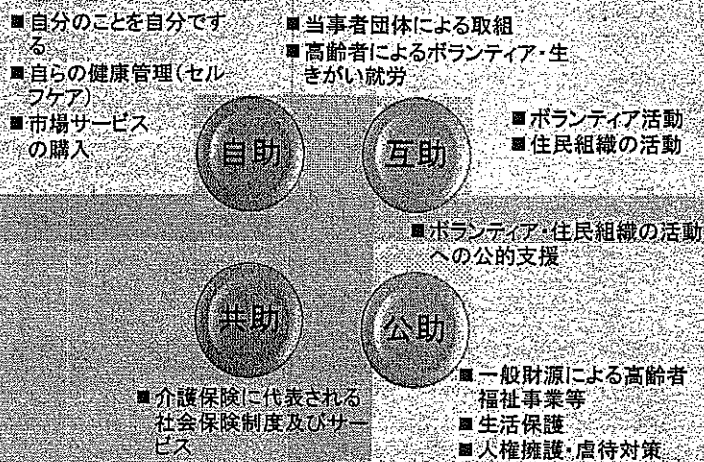 ■自分のことを自分です
る
■自らの健康管理(セル
フケア)
■市場サービス
の購入
■当事者団体による取組
■高齢者によるボランティア・生
きがい就労
■ボランティア活動
■住民組織の活動
自助
互助
■ボランティア・住民組織の活動
への公的支援
共助
公助
■介護保険に代表される
社会保険制度及びサー
ビス
■一般財源による高齢者
福祉事業等
■生活保護
■人権擁護・虐待対策